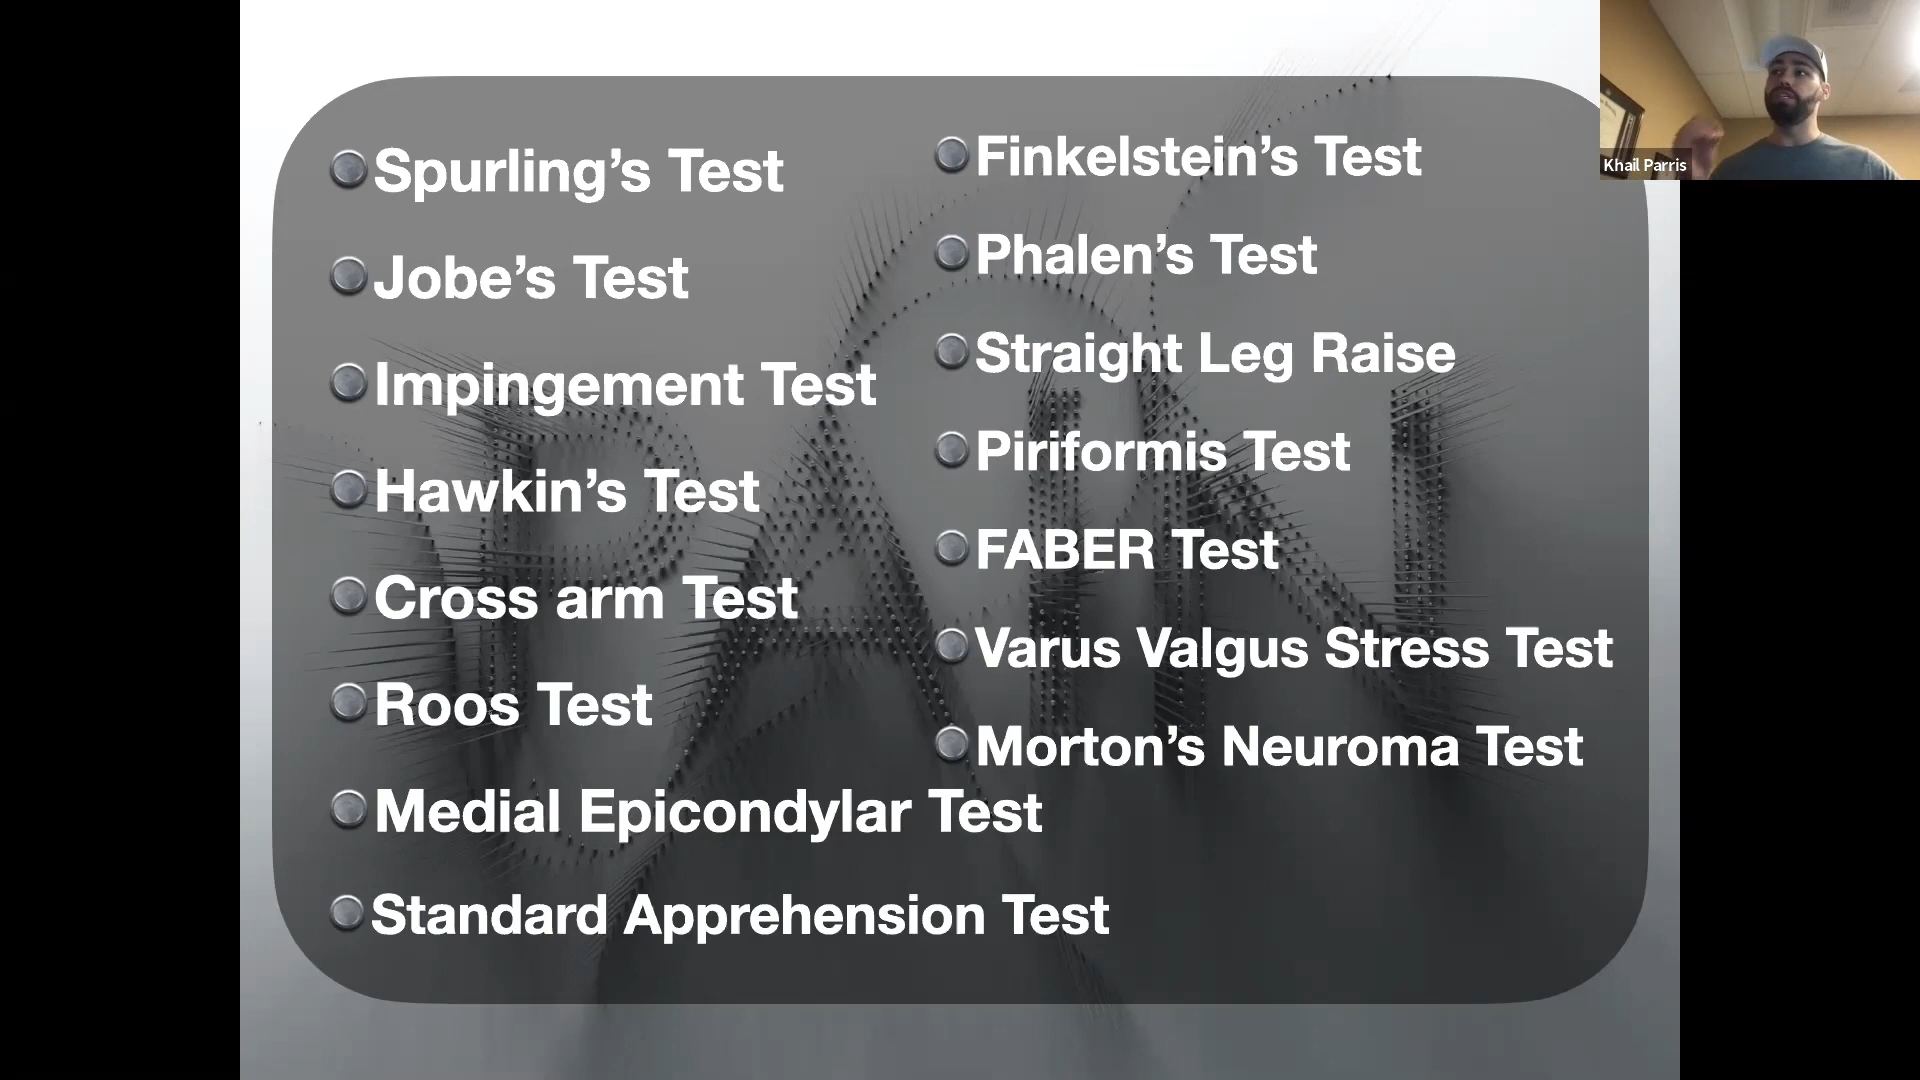 Spurling’s Test
Jobe’s Test
Impingement Test
Hawkin’s Test
Cross arm Test
Roos Test
Medial Epicondylar Test
Standard Apprehension Test
Finkelstein’s Test
Phalen’s Test
Straight Leg Raise
Piriformis Test
FABER Test
Varus Valgus Stress Test
Morton’s Neuroma Test
PAIN
Khail Parris